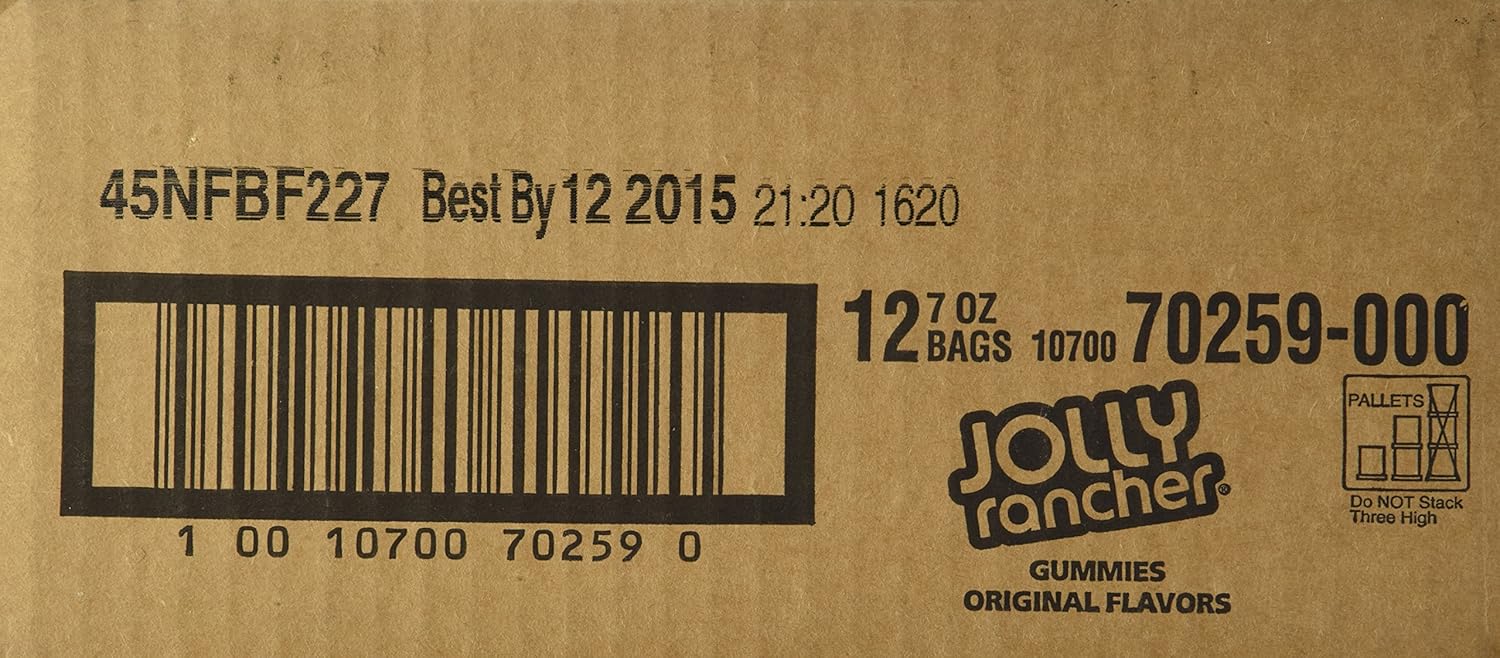 45NFBF227 Best By 12 2015 21:20 1620
12 7 OZ BAGS 10700 70259-000
1 00 10700 70259 0
JOLLY
rancher®
GUMMIES
ORIGINAL FLAVORS
PALLETS
Do NOT Stack
Three High